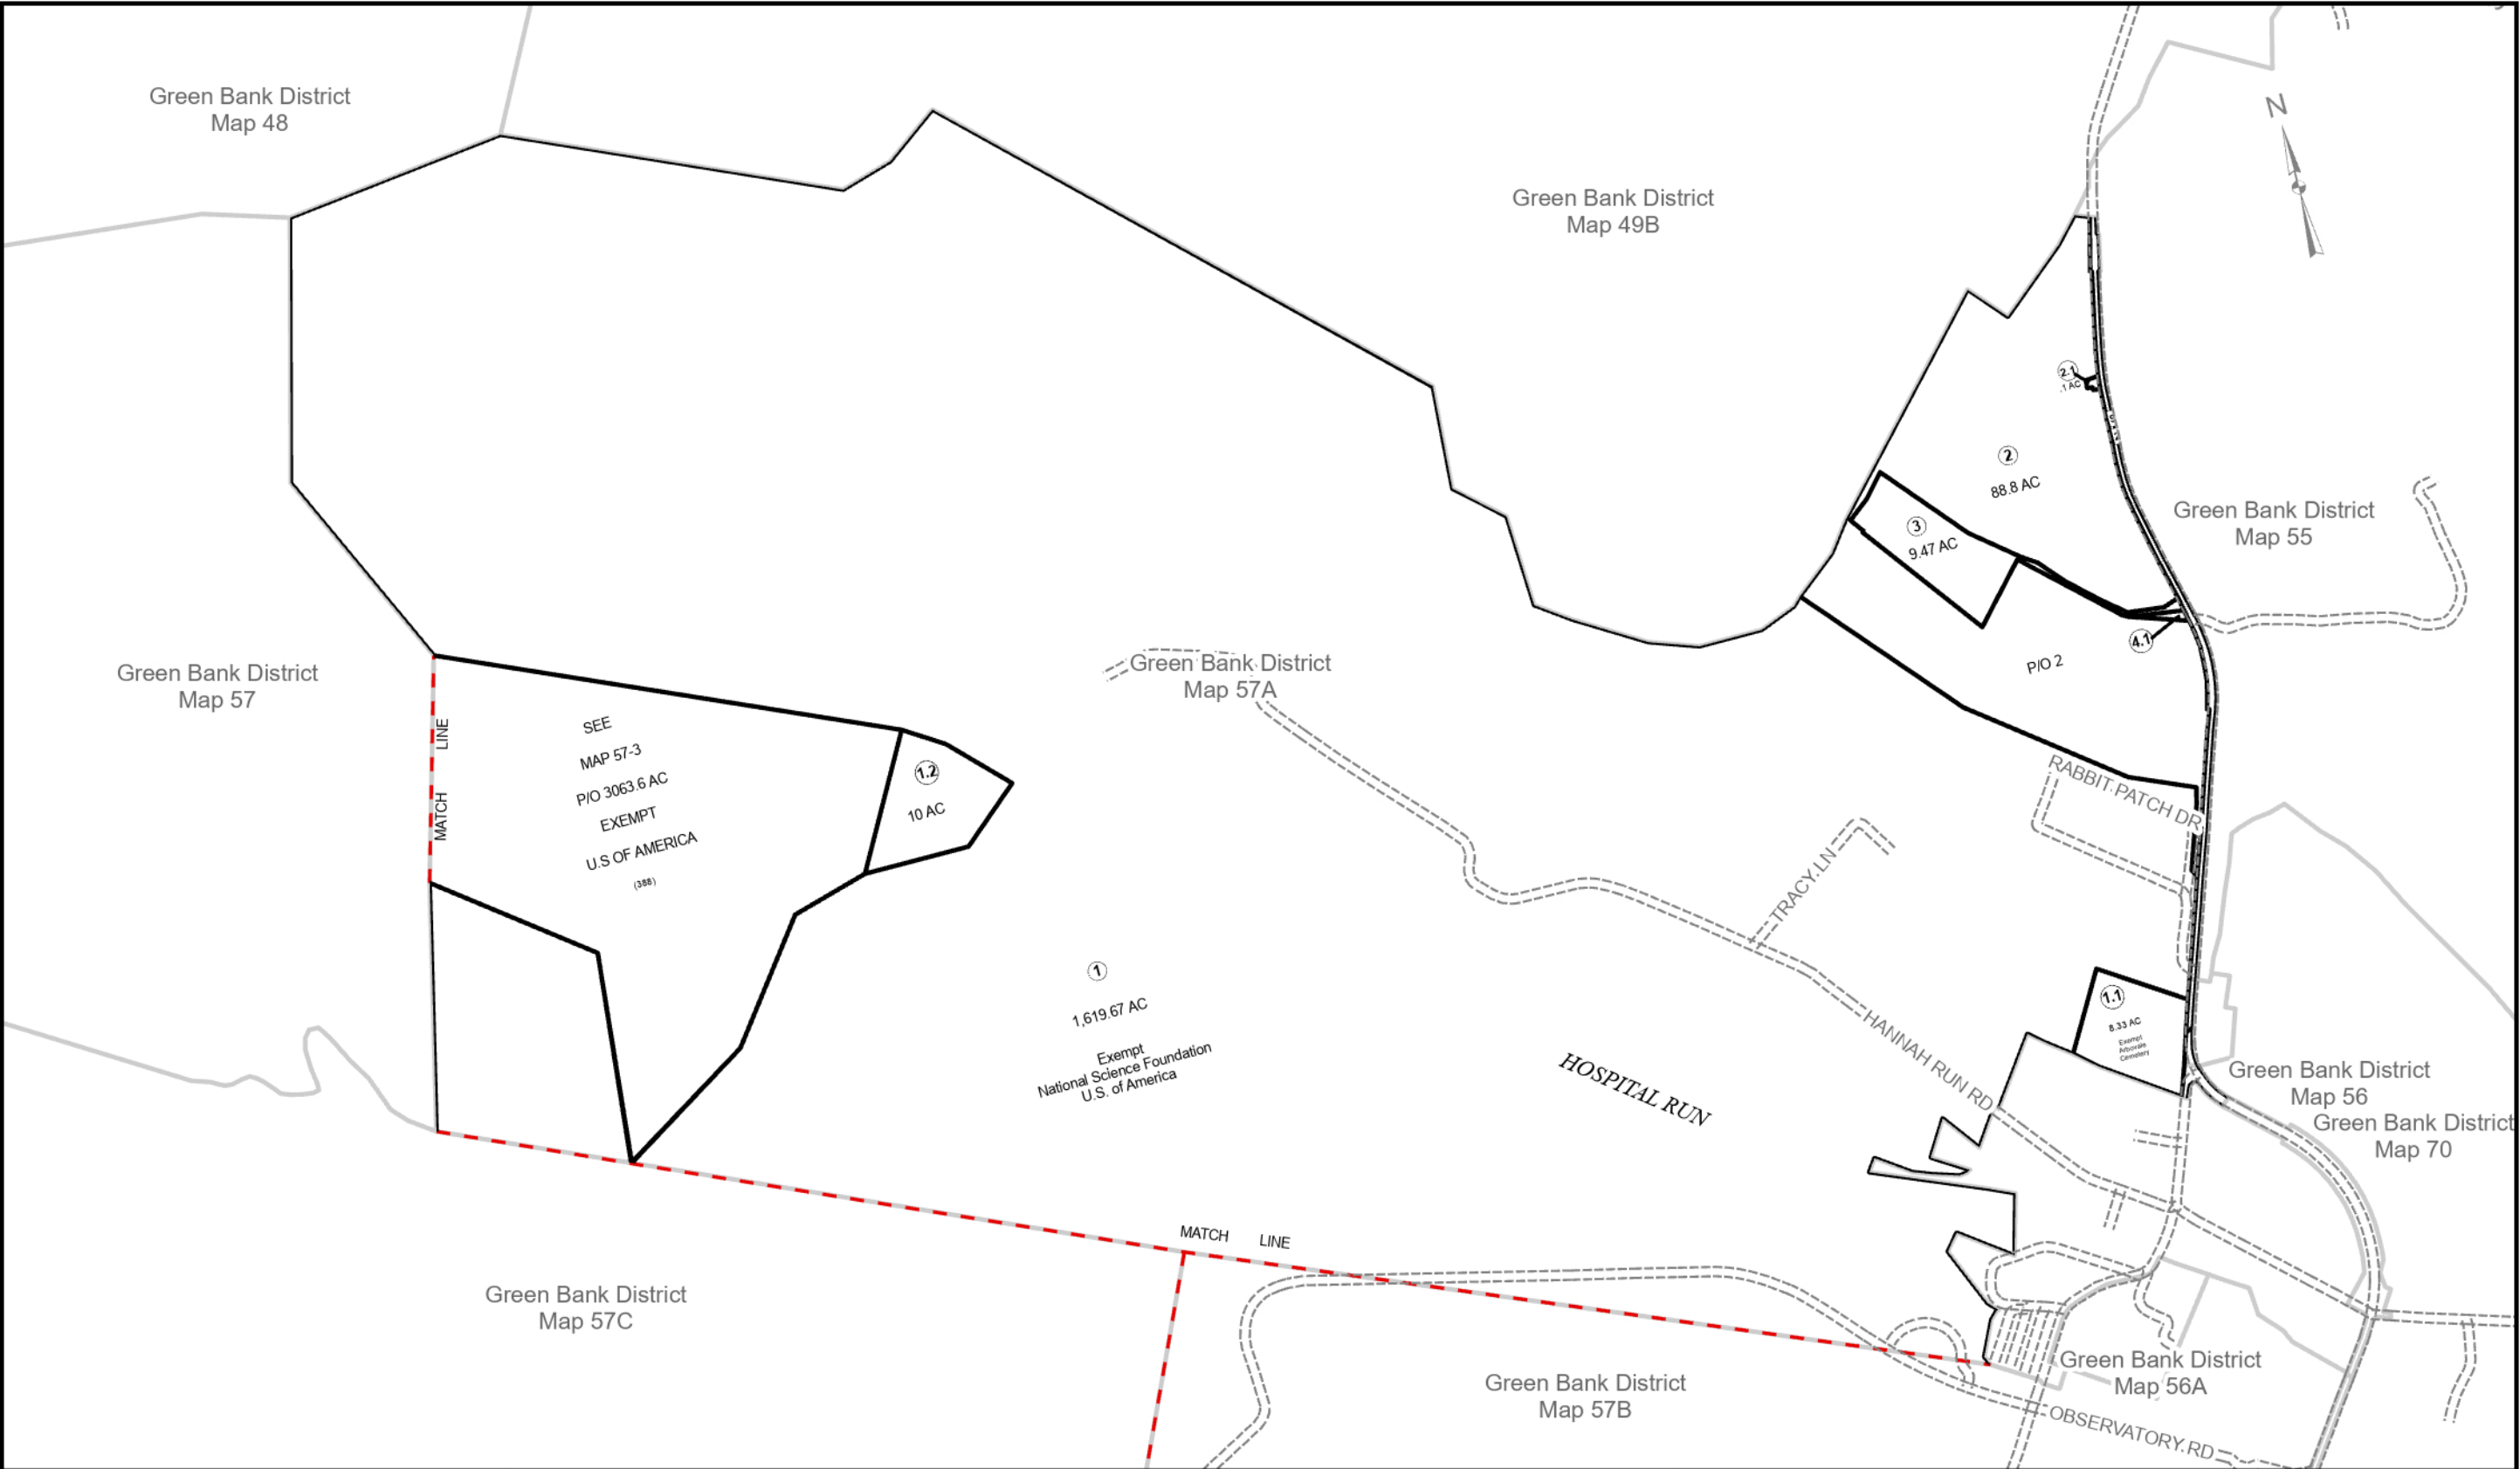 Green Bank District
Map 48
N
Green Bank District
Map 49B
2.1
.1 AC
2
88.8 AC
Green Bank District
Map 55
3
9.47 AC
4.1
P/O 2
Green Bank District
Map 57
Green Bank District
Map 57A
MATCH LINE
SEE
MAP 57-3
P/O 3063.6 AC
EXEMPT
U.S OF AMERICA
(388)
1.2
10 AC
RABBIT PATCH DR
TRACY LN
1
1,619.67 AC
Exempt
National Science Foundation
U.S. of America
HOSPITAL RUN
HANNAH RUN RD
1.1
8.33 AC
Exempt
Arbovale
Cemetery
Green Bank District
Map 56
Green Bank District
Map 70
MATCH LINE
Green Bank District
Map 57C
Green Bank District
Map 57B
Green Bank District
Map 56A
OBSERVATORY RD